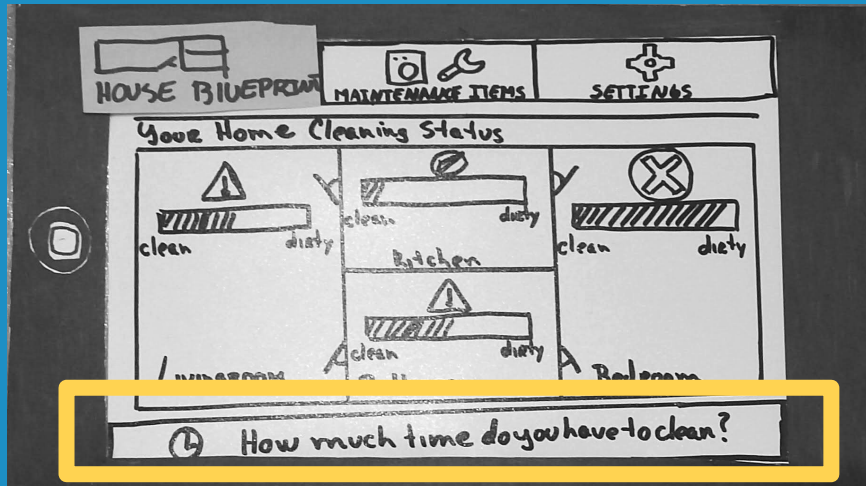 HOUSE BLUEPRINT
MAINTENANCE ITEMS
SETTINGS
Your Home Cleaning Status
clean dirty
clean
Kitchen
clean dirty
clean dirty
Livingroom
Bedroom
How much time do you have to clean?